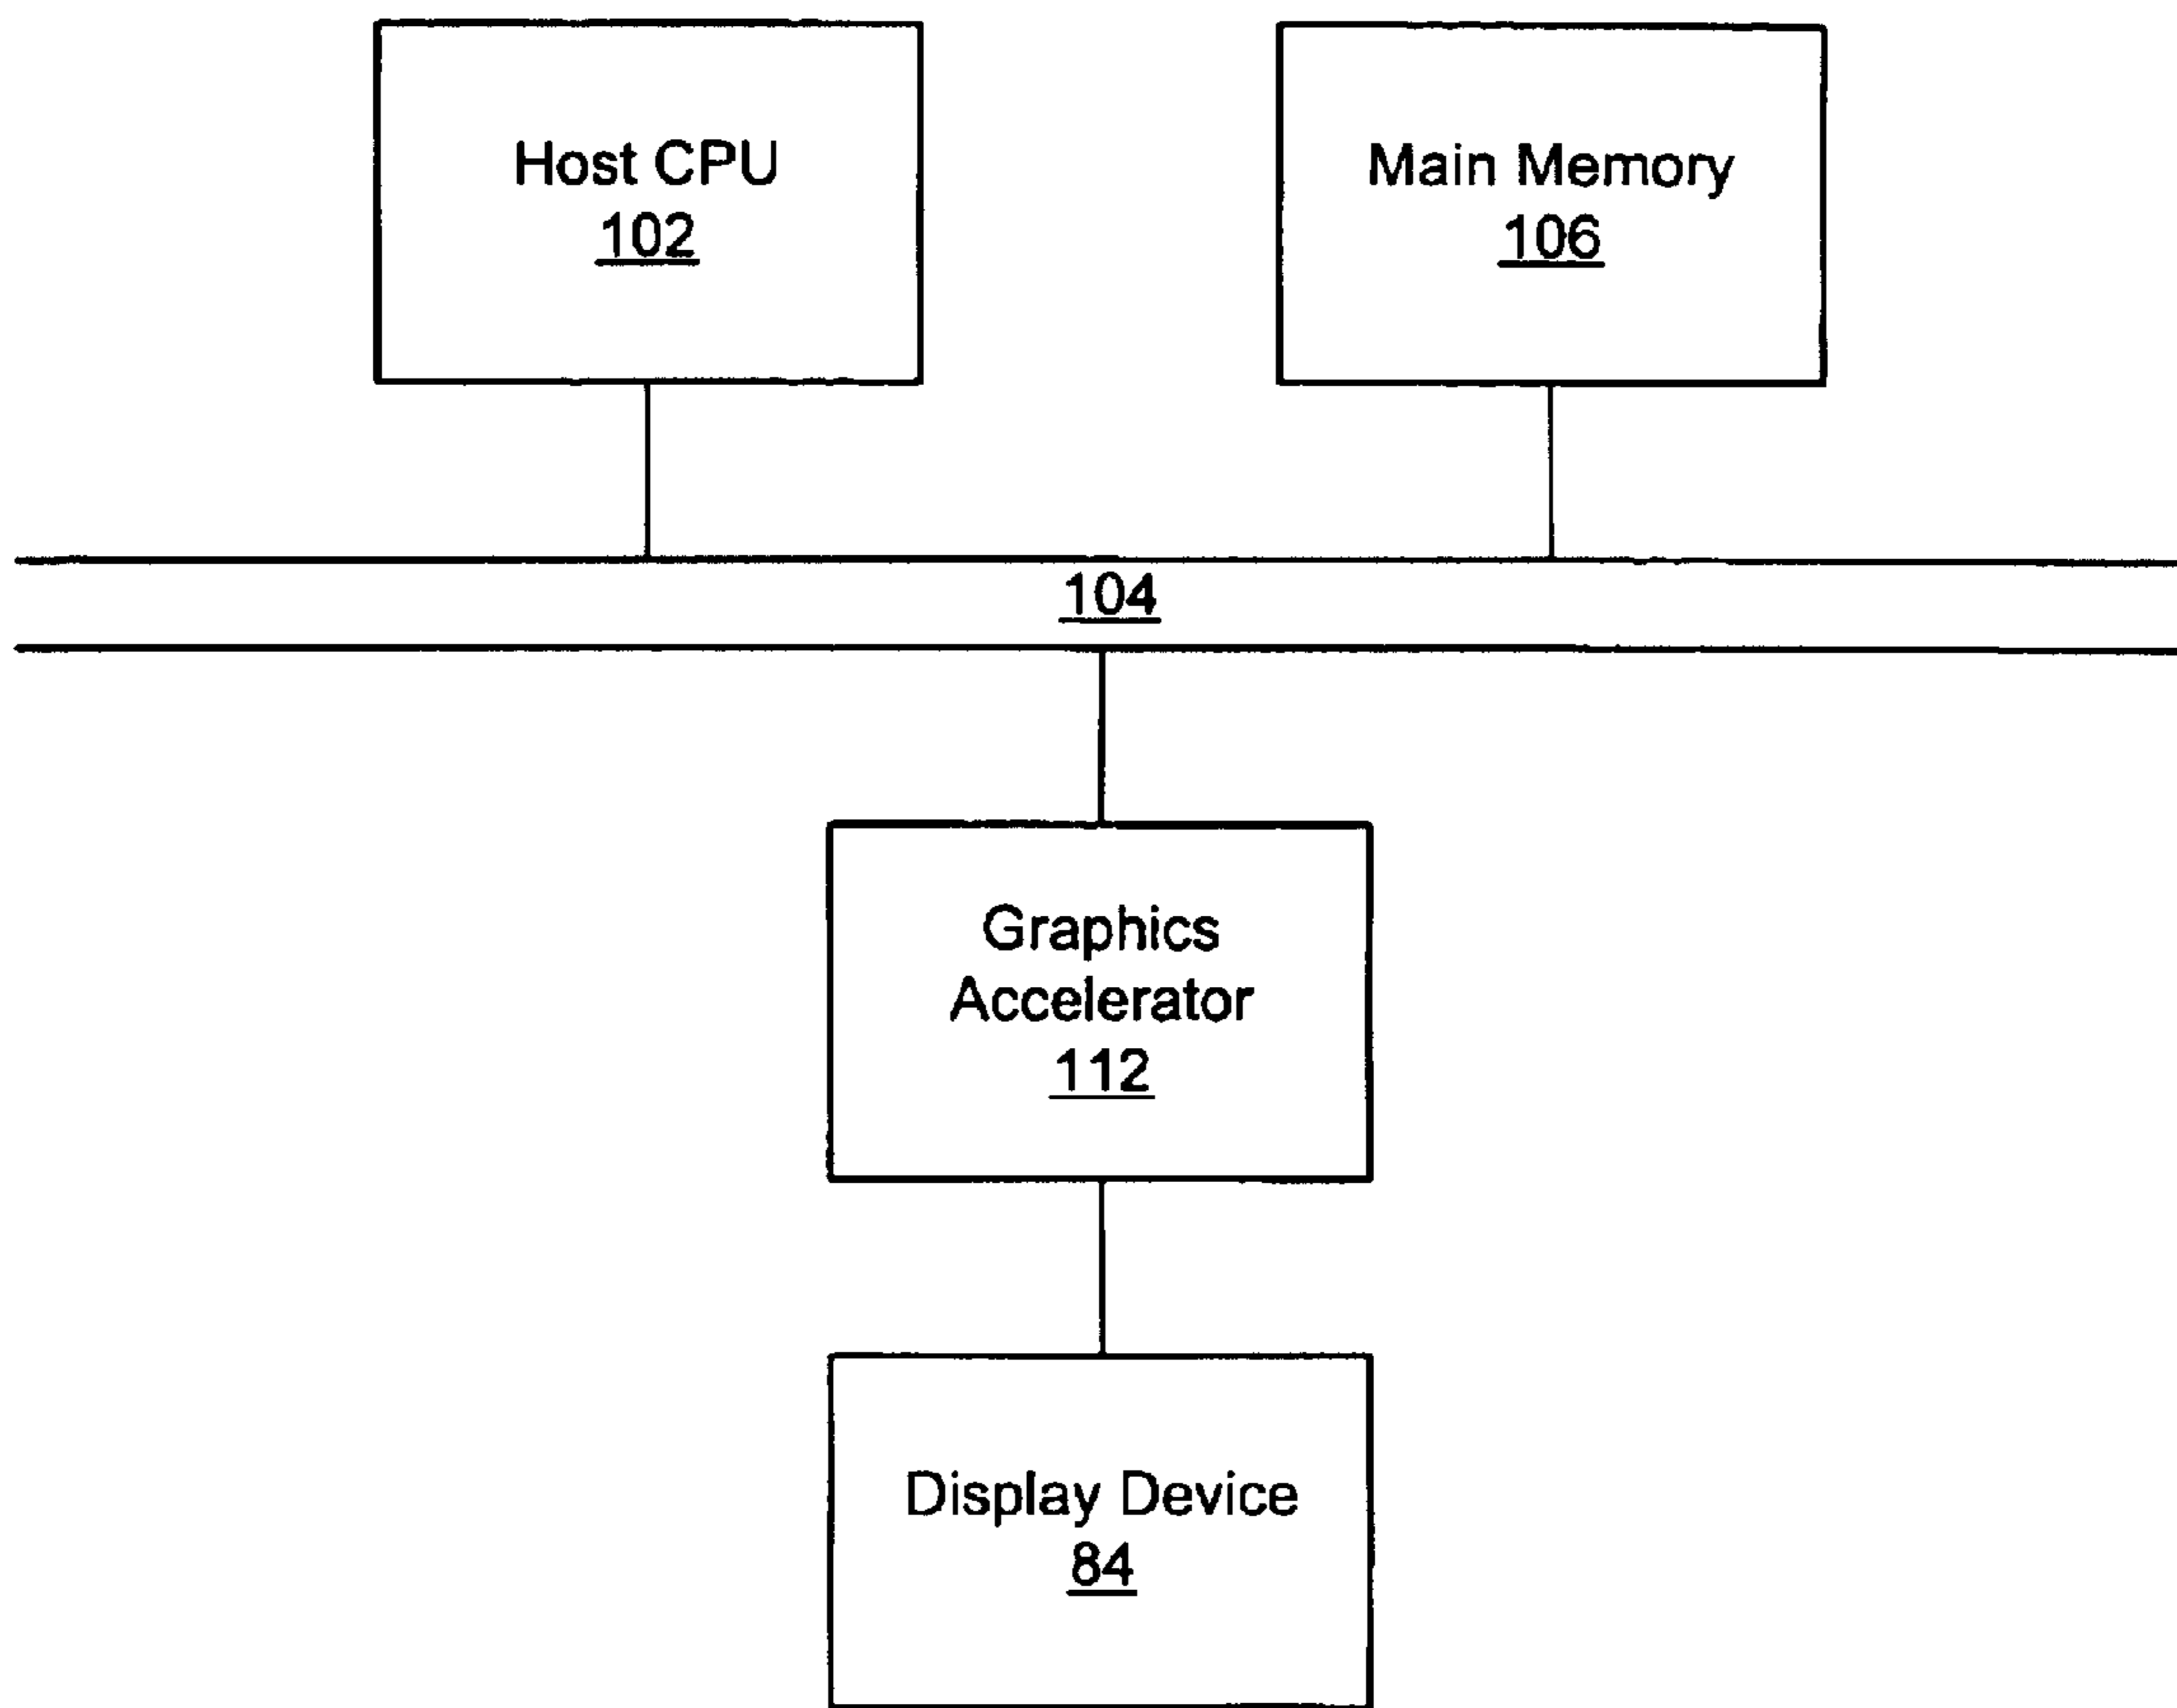 Host CPU
102
Main Memory
106
104
Graphics
Accelerator
112
Display Device
84